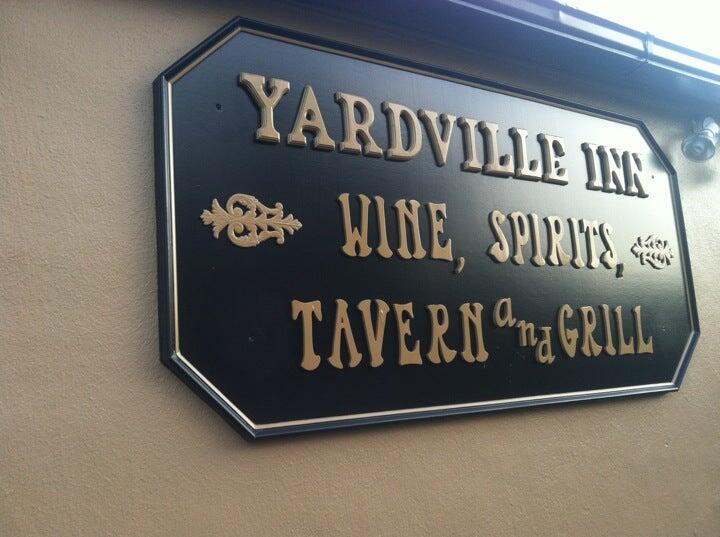 YARDVILLE INN
WINE, SPIRITS,
TAVERN and GRILL